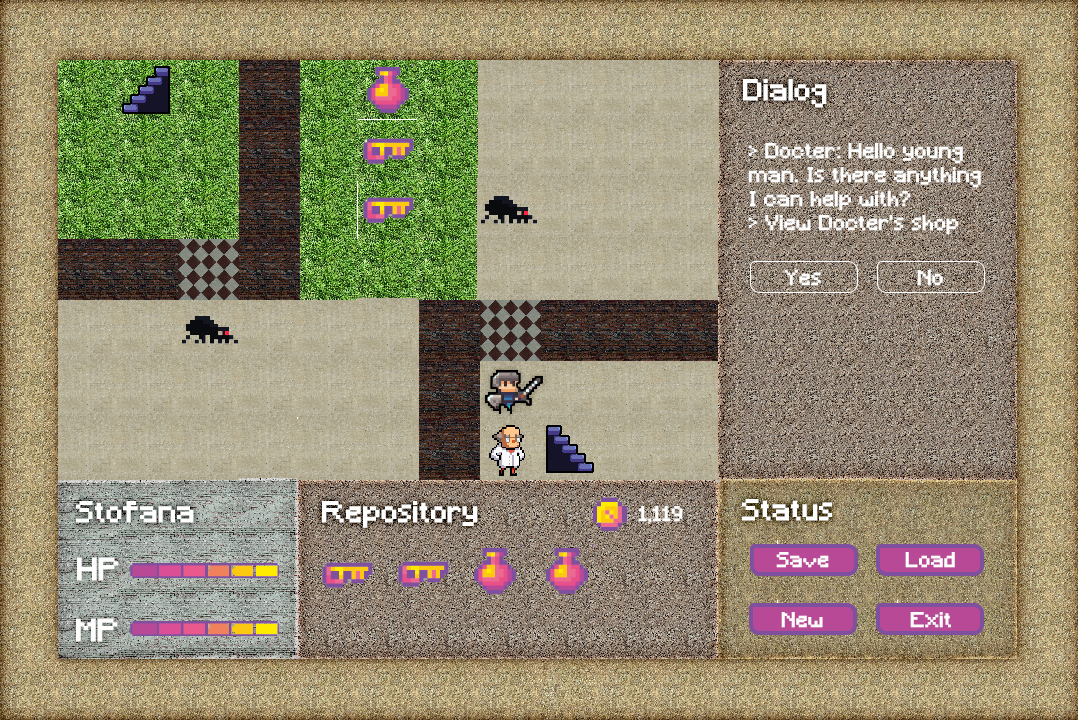 Dialog
> Docter: Hello young
man. Is there anything
I can help with?
> View Docter's shop
Yes No
Stofana
HP
MP
Repository 1,119
Status
Save Load
New Exit